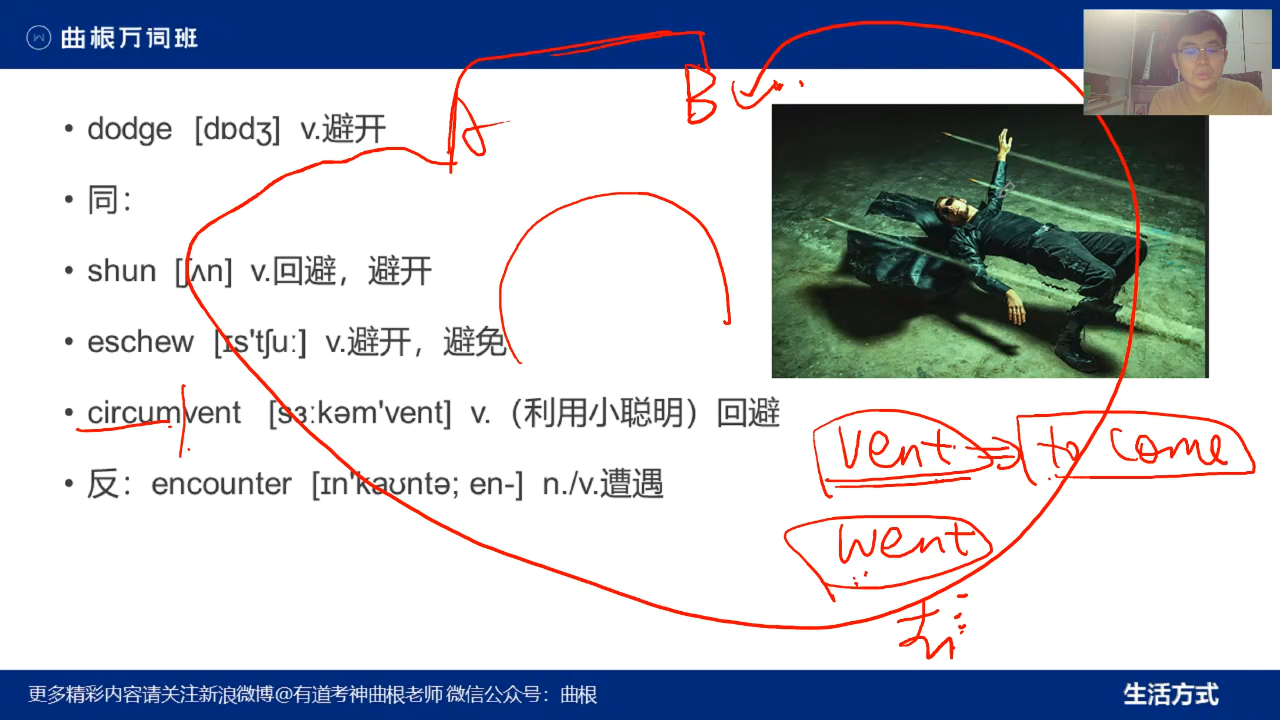 曲根万词班
• dodge [dɒdʒ] v.避开
• 同：
• shun [ʃʌn] v.回避，避开
• eschew [ɪs'tʃuː] v.避开，避免
• circumvent [sɜːkəm'vent] v.（利用小聪明）回避
• 反：encounter [ɪn'kaʊntə; en-] n./v.遭遇
A
B
vent to come
went
更多精彩内容请关注新浪微博@有道考神曲根老师 微信公众号：曲根
生活方式